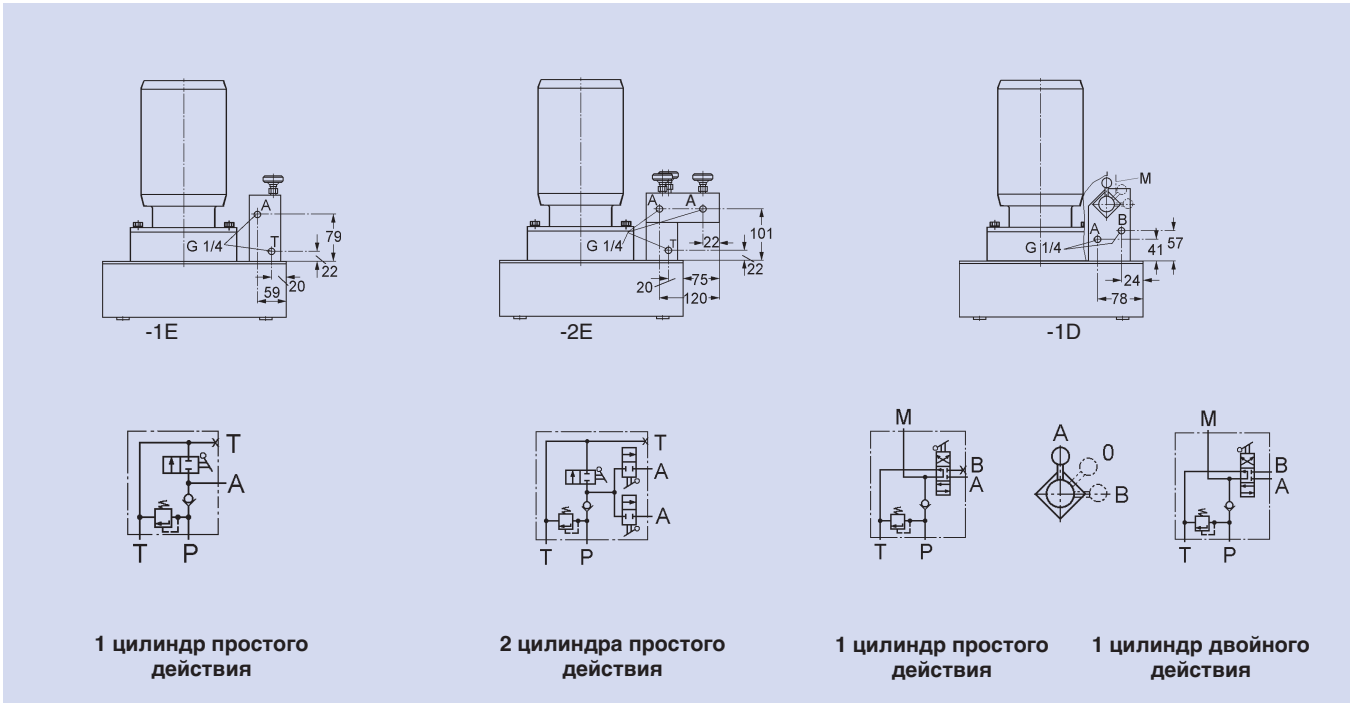 A
T
G 1/4
79
22
20
59
-1E
A
A
T
G 1/4
22
101
22
20
75
120
-2E
M
A
B
G 1/4
41
57
24
78
-1D
T
A
T
P
T
A
A
T
P
M
B
A
T
P
A
0
B
M
B
A
T
P
1 цилиндр простого
действия
2 цилиндра простого
действия
1 цилиндр простого
действия
1 цилиндр двойного
действия